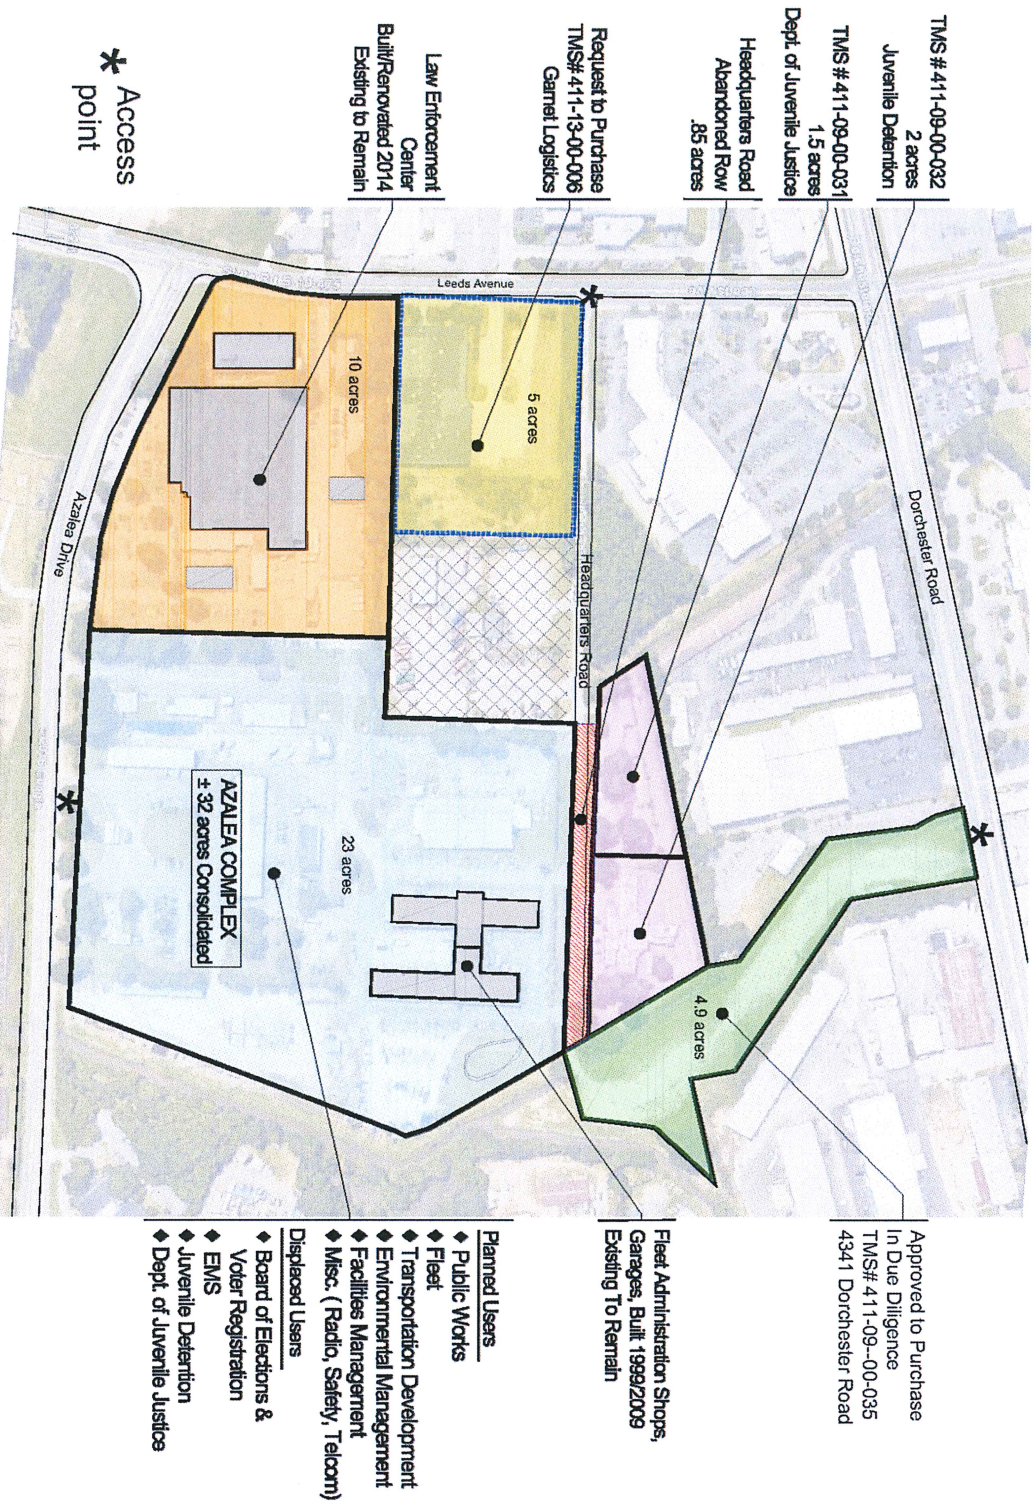 TMS # 411-09-00-032
2 acres
Juvenile Detention
TMS # 411-09-00-031
1.5 acres
Dept. of Juvenile Justice
Headquarters Road
Abandoned Row
.85 acres
Request to Purchase
TMS# 411-13-00-006
Garnet Logistics
Law Enforcement
Center
Built/Renovated 2014
Existing to Remain
* Access
point
Leeds Avenue
Dorchester Road
Headquarters Road
Azalea Drive
5 acres
10 acres
23 acres
4.9 acres
AZALEA COMPLEX
± 32 acres Consolidated
Approved to Purchase
In Due Diligence
TMS# 411-09--00-035
4341 Dorchester Road
Fleet Administration Shops,
Garages, Built 1999/2009
Existing To Remain
Planned Users
◆ Public Works
◆ Fleet
◆ Transportation Development
◆ Environmental Management
◆ Facilities Management
◆ Misc. ( Radio, Safety, Telcom)
Displaced Users
◆ Board of Elections &
Voter Registration
◆ EMS
◆ Juvenile Detention
◆ Dept. of Juvenile Justice